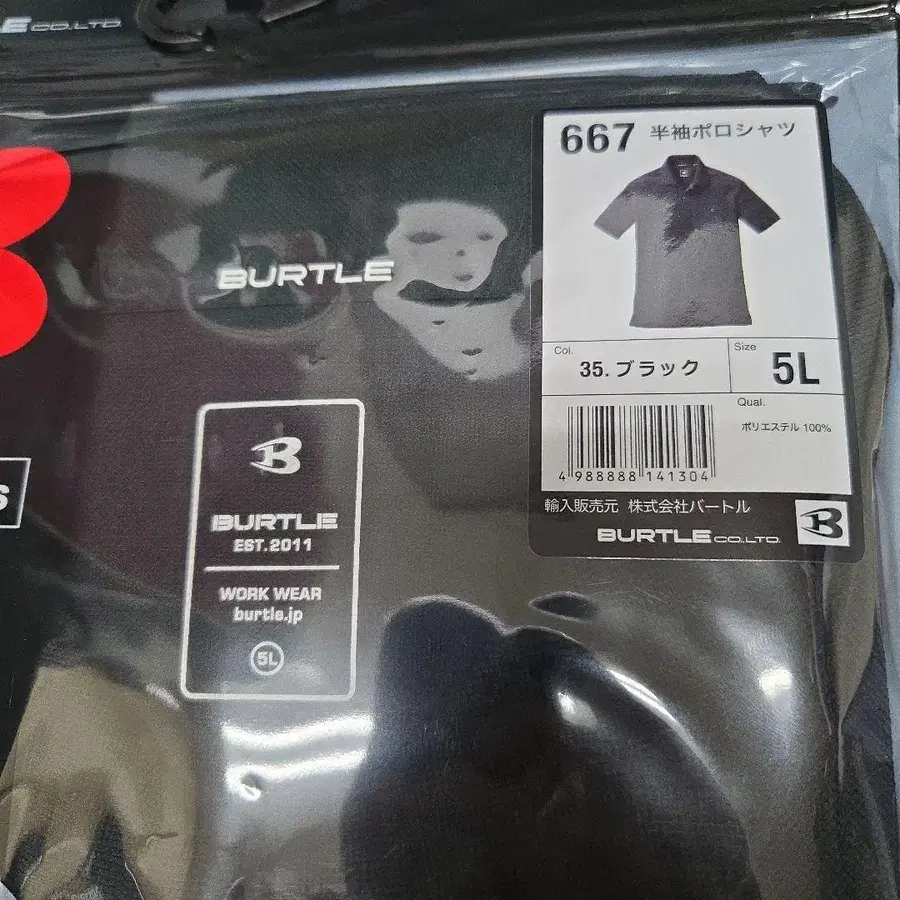 LE CO.LTD
BURTLE
BURTLE
EST.2011
WORK WEAR
burtle.jp
5L
S
667 半袖ポロシャツ
Col.
35.ブラック
Size
5L
Qual.
ポリエステル 100%
4 988888 141304
輸入販売元 株式会社バートル
BURTLE CO.LTD.